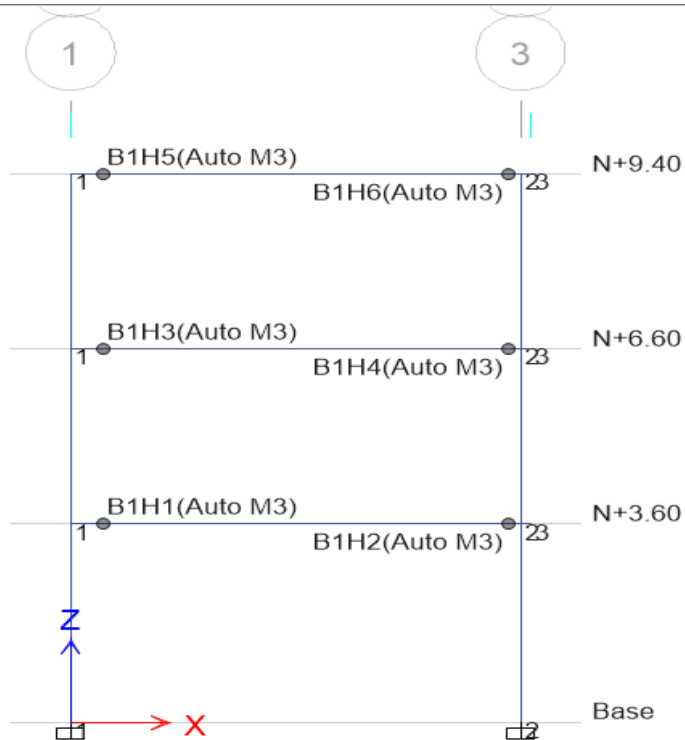 1 3
B1H5(Auto M3) N+9.40
1 23
B1H6(Auto M3)
B1H3(Auto M3) N+6.60
1 23
B1H4(Auto M3)
B1H1(Auto M3) N+3.60
1 23
B1H2(Auto M3)
Z
Base
X
1 2